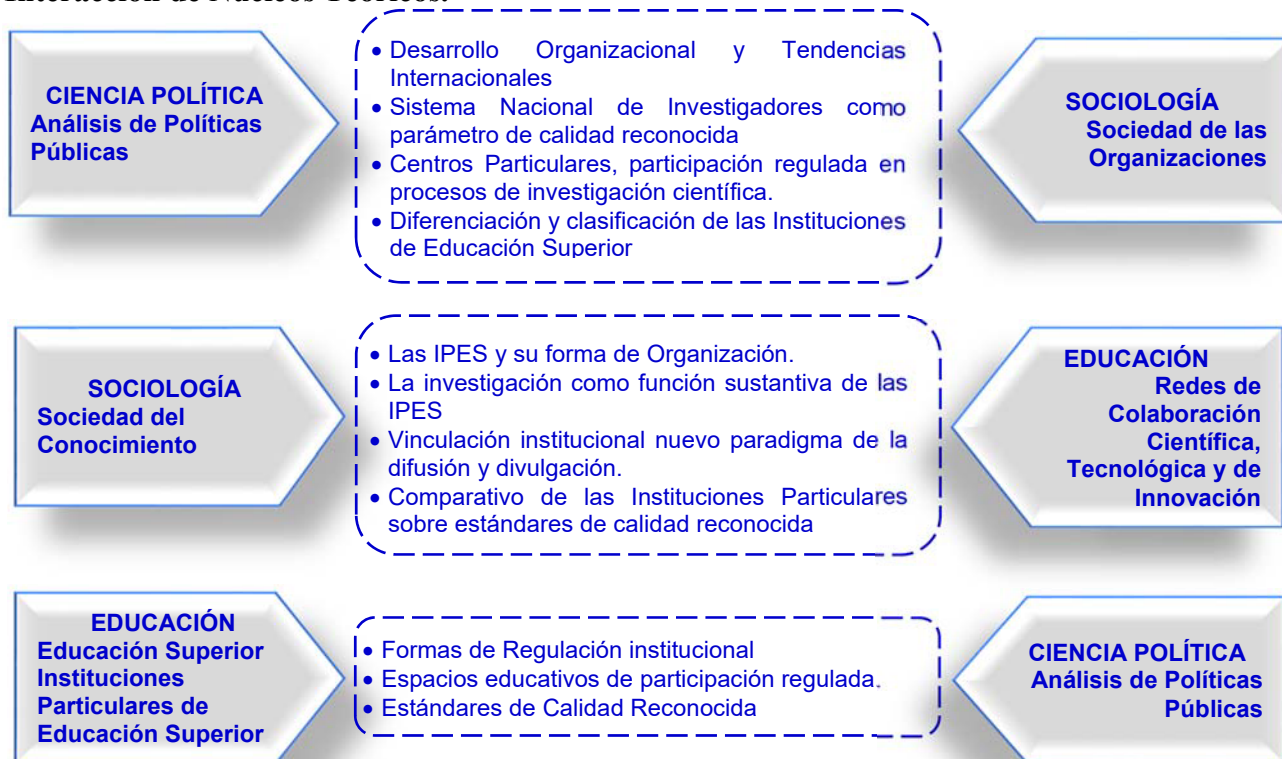 Interacción de Núcleos Teóricos.
CIENCIA POLÍTICA
Análisis de Políticas
Públicas
• Desarrollo Organizacional y Tendencias
Internacionales
• Sistema Nacional de Investigadores como
parámetro de calidad reconocida
• Centros Particulares, participación regulada en
procesos de investigación científica.
• Diferenciación y clasificación de las Instituciones
de Educación Superior
SOCIOLOGÍA
Sociedad de las
Organizaciones
SOCIOLOGÍA
Sociedad del
Conocimiento
• Las IPES y su forma de Organización.
• La investigación como función sustantiva de las
IPES
• Vinculación institucional nuevo paradigma de la
difusión y divulgación.
• Comparativo de las Instituciones Particulares
sobre estándares de calidad reconocida
EDUCACIÓN
Redes de
Colaboración
Científica,
Tecnológica y de
Innovación
EDUCACIÓN
Educación Superior
Instituciones
Particulares de
Educación Superior
• Formas de Regulación institucional
• Espacios educativos de participación regulada.
• Estándares de Calidad Reconocida
CIENCIA POLÍTICA
Análisis de Políticas
Públicas